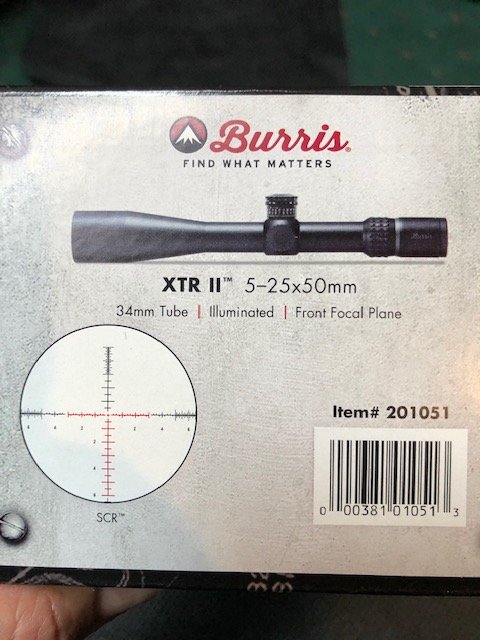 Burris
FIND WHAT MATTERS
Burris
XTR II™ 5–25x50mm
34mm Tube | Illuminated | Front Focal Plane
Item# 201051
SCR™
0 00381 01051 3